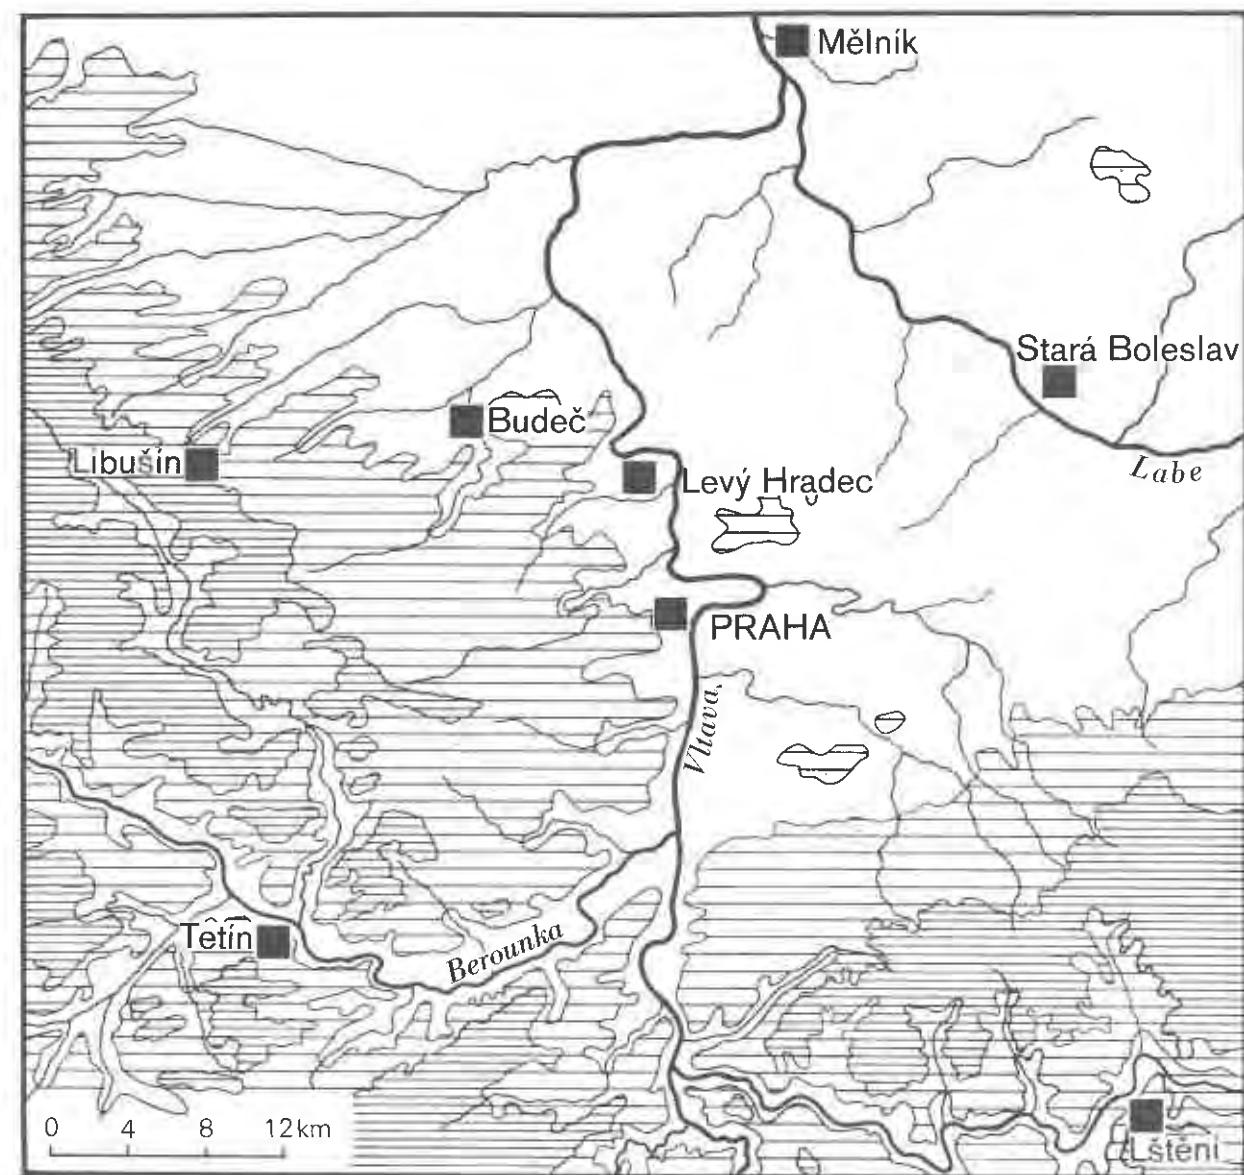 Mělník
Stará Boleslav
Budeč
Libušín
Labe
Levý Hradec
PRAHA
Vltava
Tetín
Berounka
0 4 8 12 km
Lštění